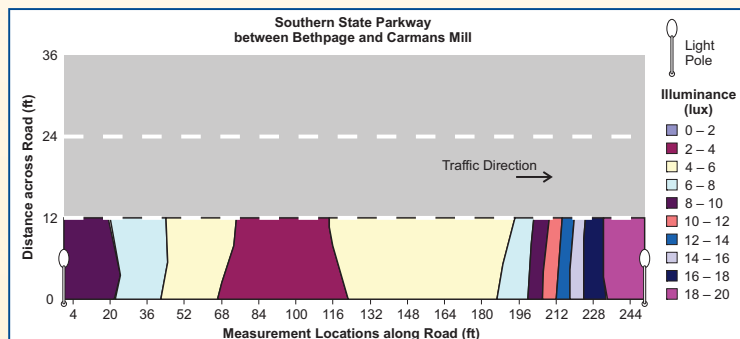 Southern State Parkway
between Bethpage and Carmans Mill
36
24
12
0
Distance across Road (ft)
Traffic Direction
4 20 36 52 68 84 100 116 132 148 164 180 196 212 228 244
Measurement Locations along Road (ft)
Light
Pole
Illuminance
(lux)
0 – 2
2 – 4
4 – 6
6 – 8
8 – 10
10 – 12
12 – 14
14 – 16
16 – 18
18 – 20